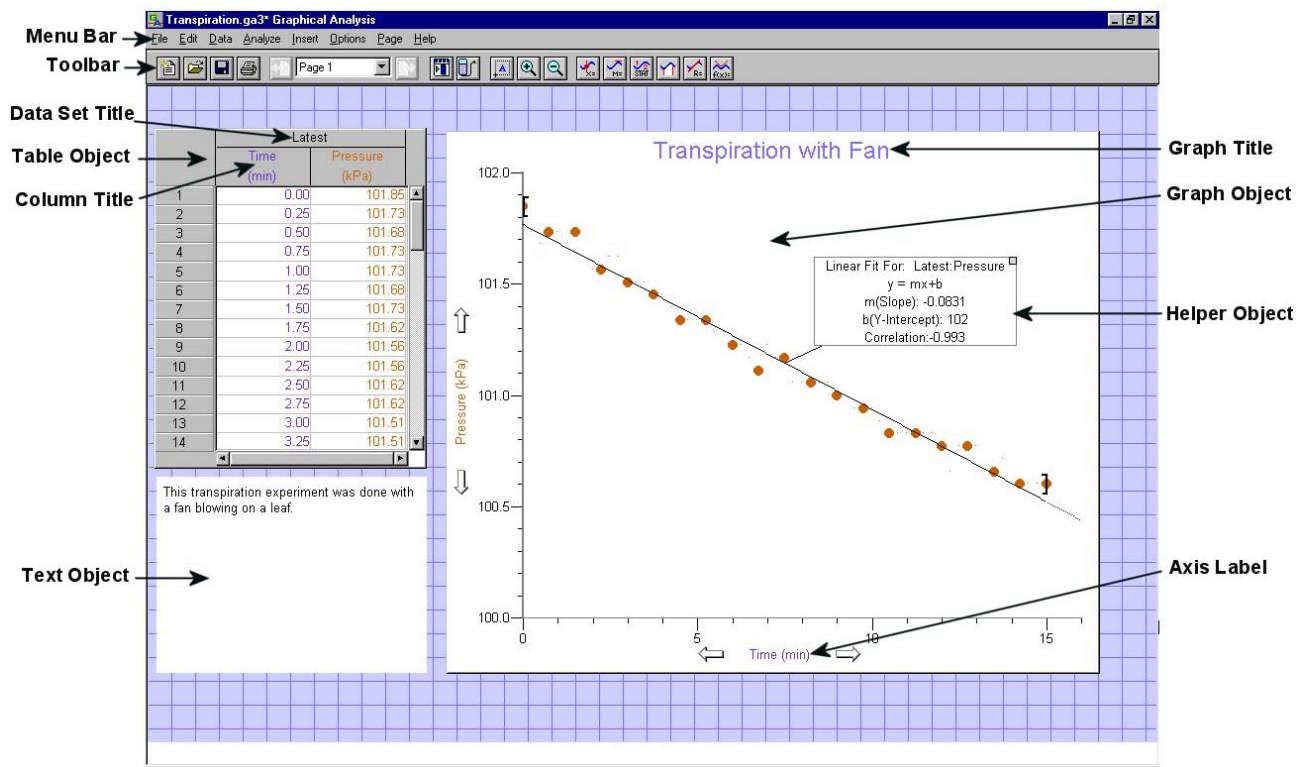 Transpiration.ga3* Graphical Analysis
Menu Bar
File Edit Data Analyze Insert Options Page Help
Toolbar
Page 1
X= M= STAT R= f(x)=
Data Set Title
Latest
Table Object
Column Title
Time Pressure
(min) (kPa)
1 0.00 101.85
2 0.25 101.73
3 0.50 101.68
4 0.75 101.73
5 1.00 101.73
6 1.25 101.68
7 1.50 101.73
8 1.75 101.62
9 2.00 101.56
10 2.25 101.56
11 2.50 101.62
12 2.75 101.62
13 3.00 101.51
14 3.25 101.51
This transpiration experiment was done with
a fan blowing on a leaf.
Text Object
Transpiration with Fan
Graph Title
Graph Object
102.0
101.5
101.0
100.5
100.0
Pressure (kPa)
Linear Fit For: Latest:Pressure
y = mx+b
m(Slope): -0.0831
b(Y-Intercept): 102
Correlation:-0.993
Helper Object
0 5 10 15
Time (min)
Axis Label